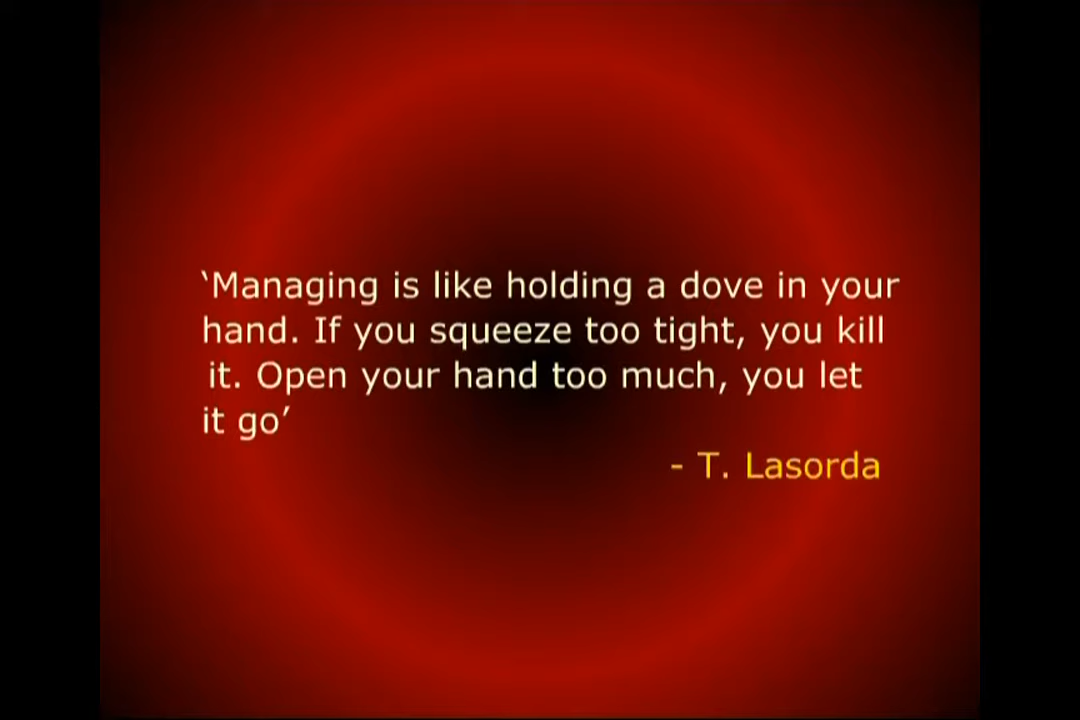 ‘Managing is like holding a dove in your
hand. If you squeeze too tight, you kill
it. Open your hand too much, you let
it go’
- T. Lasorda